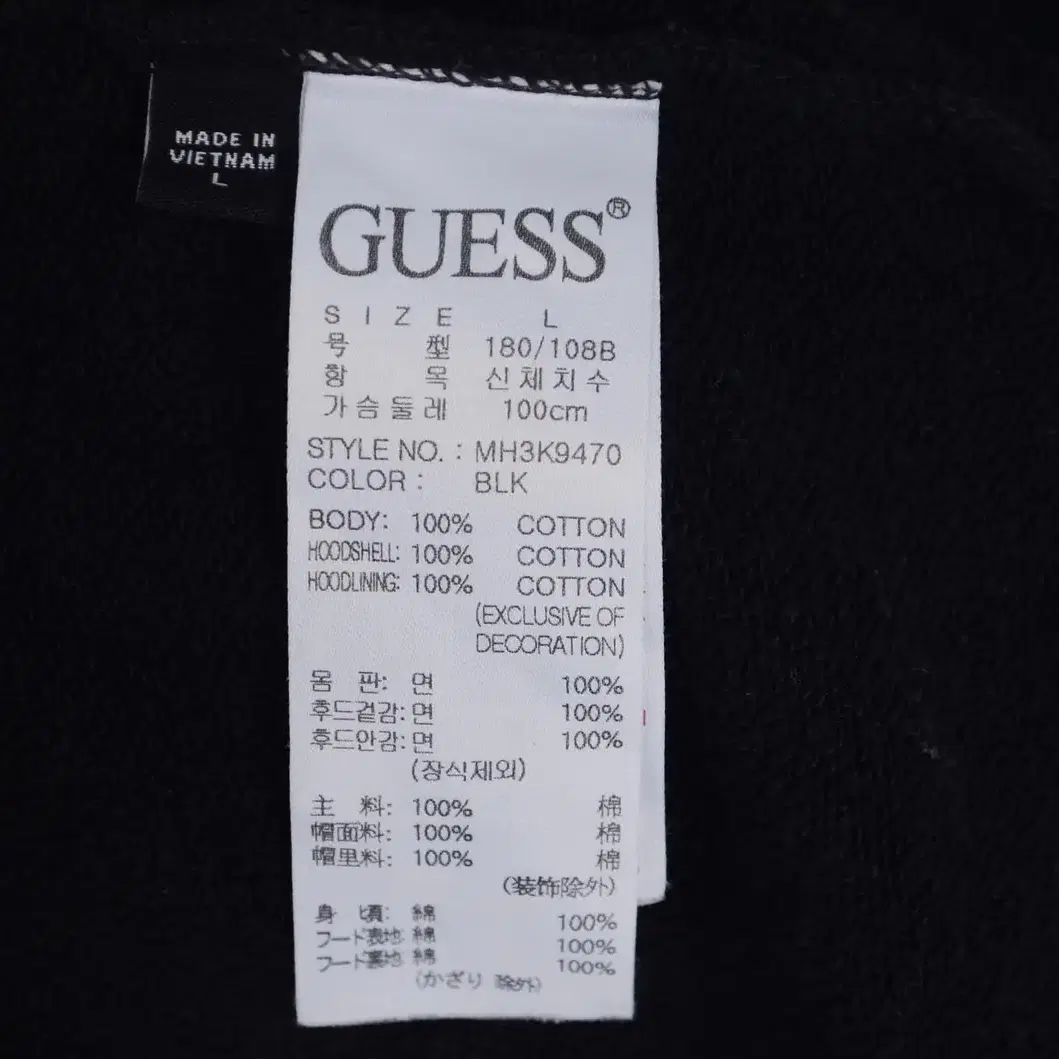 MADE IN
VIETNAM
L
GUESS®
SIZE L
号型 180/108B
항목 신체치수
가슴둘레 100cm
STYLE NO. : MH3K9470
COLOR : BLK
BODY: 100% COTTON
HOODSHELL: 100% COTTON
HOODLINING: 100% COTTON
(EXCLUSIVE OF
DECORATION)
몸 판: 면 100%
후드겉감: 면 100%
후드안감: 면 100%
(장식제외)
主 料: 100% 棉
帽面料: 100% 棉
帽里料: 100% 棉
(装饰除外)
身 頃: 綿 100%
フード表地: 綿 100%
フード裏地: 綿 100%
(かざり 除外)